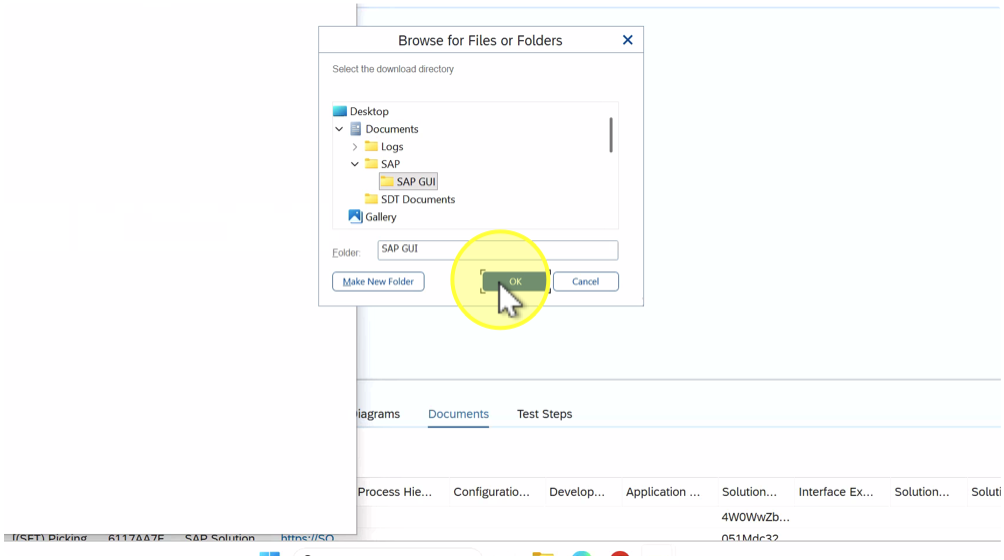 Browse for Files or Folders
Select the download directory
Desktop
Documents
Logs
SAP
SAP GUI
SDT Documents
Gallery
Folder: SAP GUI
Make New Folder OK Cancel
iagrams Documents Test Steps
Process Hie... Configuratio... Develop... Application ... Solution... Interface Ex... Solution... Soluti
4W0WwZb...
[(SFT) Picking 6117AA7F SAP Solution https://SO 051Mdc32